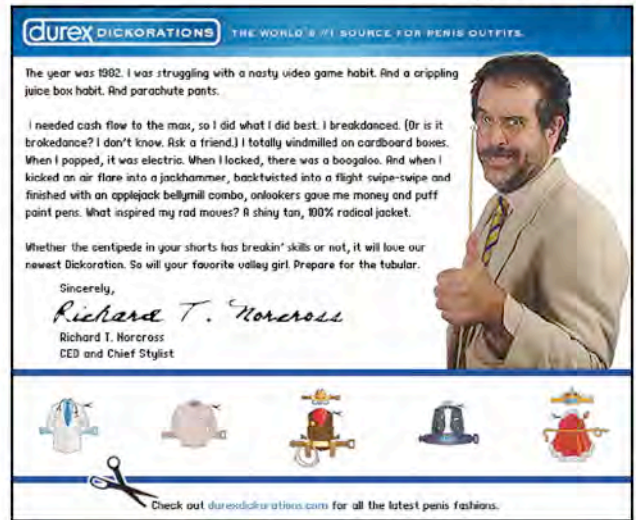 durex DICKORATIONS THE WORLD'S #1 SOURCE FOR PENIS OUTFITS.
The year was 1982. I was struggling with a nasty video game habit. And a crippling
juice box habit. And parachute pants.
I needed cash flow to the max, so I did what I did best. I breakdanced. (Or is it
brokedance? I don't know. Ask a friend.) I totally windmilled on cardboard boxes.
When I popped, it was electric. When I locked, there was a boogaloo. And when I
kicked an air flare into a jackhammer, backtwisted into a flight swipe-swipe and
finished with an applejack bellymill combo, onlookers gave me money and puff
paint pens. What inspired my rad moves? A shiny tan, 100% radical jacket.
Whether the centipede in your shorts has breakin' skills or not, it will love our
newest Dickoration. So will your favorite valley girl. Prepare for the tubular.
Sincerely,
Richard T. Norcross
Richard T. Norcross
CEO and Chief Stylist
Check out durexdickorations.com for all the latest penis fashions.